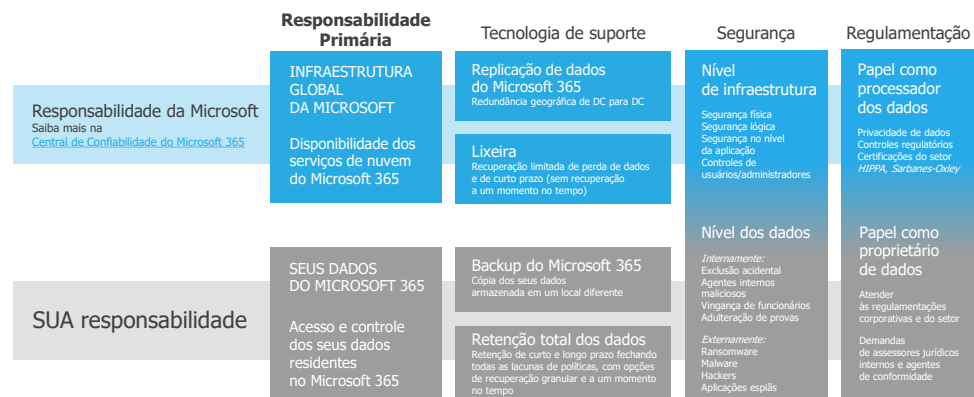 Responsabilidade
Primária
Tecnologia de suporte
Segurança
Regulamentação
Responsabilidade da Microsoft
Saiba mais na
Central de Confiabilidade do Microsoft 365
INFRAESTRUTURA
GLOBAL
DA MICROSOFT
Disponibilidade dos
serviços de nuvem
do Microsoft 365
Replicação de dados
do Microsoft 365
Redundância geográfica de DC para DC
Lixeira
Recuperação limitada de perda de dados
e de curto prazo (sem recuperação
a um momento no tempo)
Nível
de infraestrutura
Segurança física
Segurança lógica
Segurança no nível
da aplicação
Controles de
usuários/administradores
Papel como
processador
dos dados
Privacidade de dados
Controles regulatórios
Certificações do setor
HIPPA, Sarbanes-Oxley
SUA responsabilidade
SEUS DADOS
DO MICROSOFT 365
Acesso e controle
dos seus dados
residentes
no Microsoft 365
Backup do Microsoft 365
Cópia dos seus dados
armazenada em um local diferente
Retenção total dos dados
Retenção de curto e longo prazo fechando
todas as lacunas de políticas, com opções
de recuperação granular e a um momento
no tempo
Nível dos dados
Internamente:
Exclusão acidental
Agentes internos
maliciosos
Vingança de funcionários
Adulteração de provas
Externamente:
Ransomware
Malware
Hackers
Aplicações espiãs
Papel como
proprietário
de dados
Atender
às regulamentações
corporativas e do setor
Demandas
de assessores jurídicos
internos e agentes
de conformidade